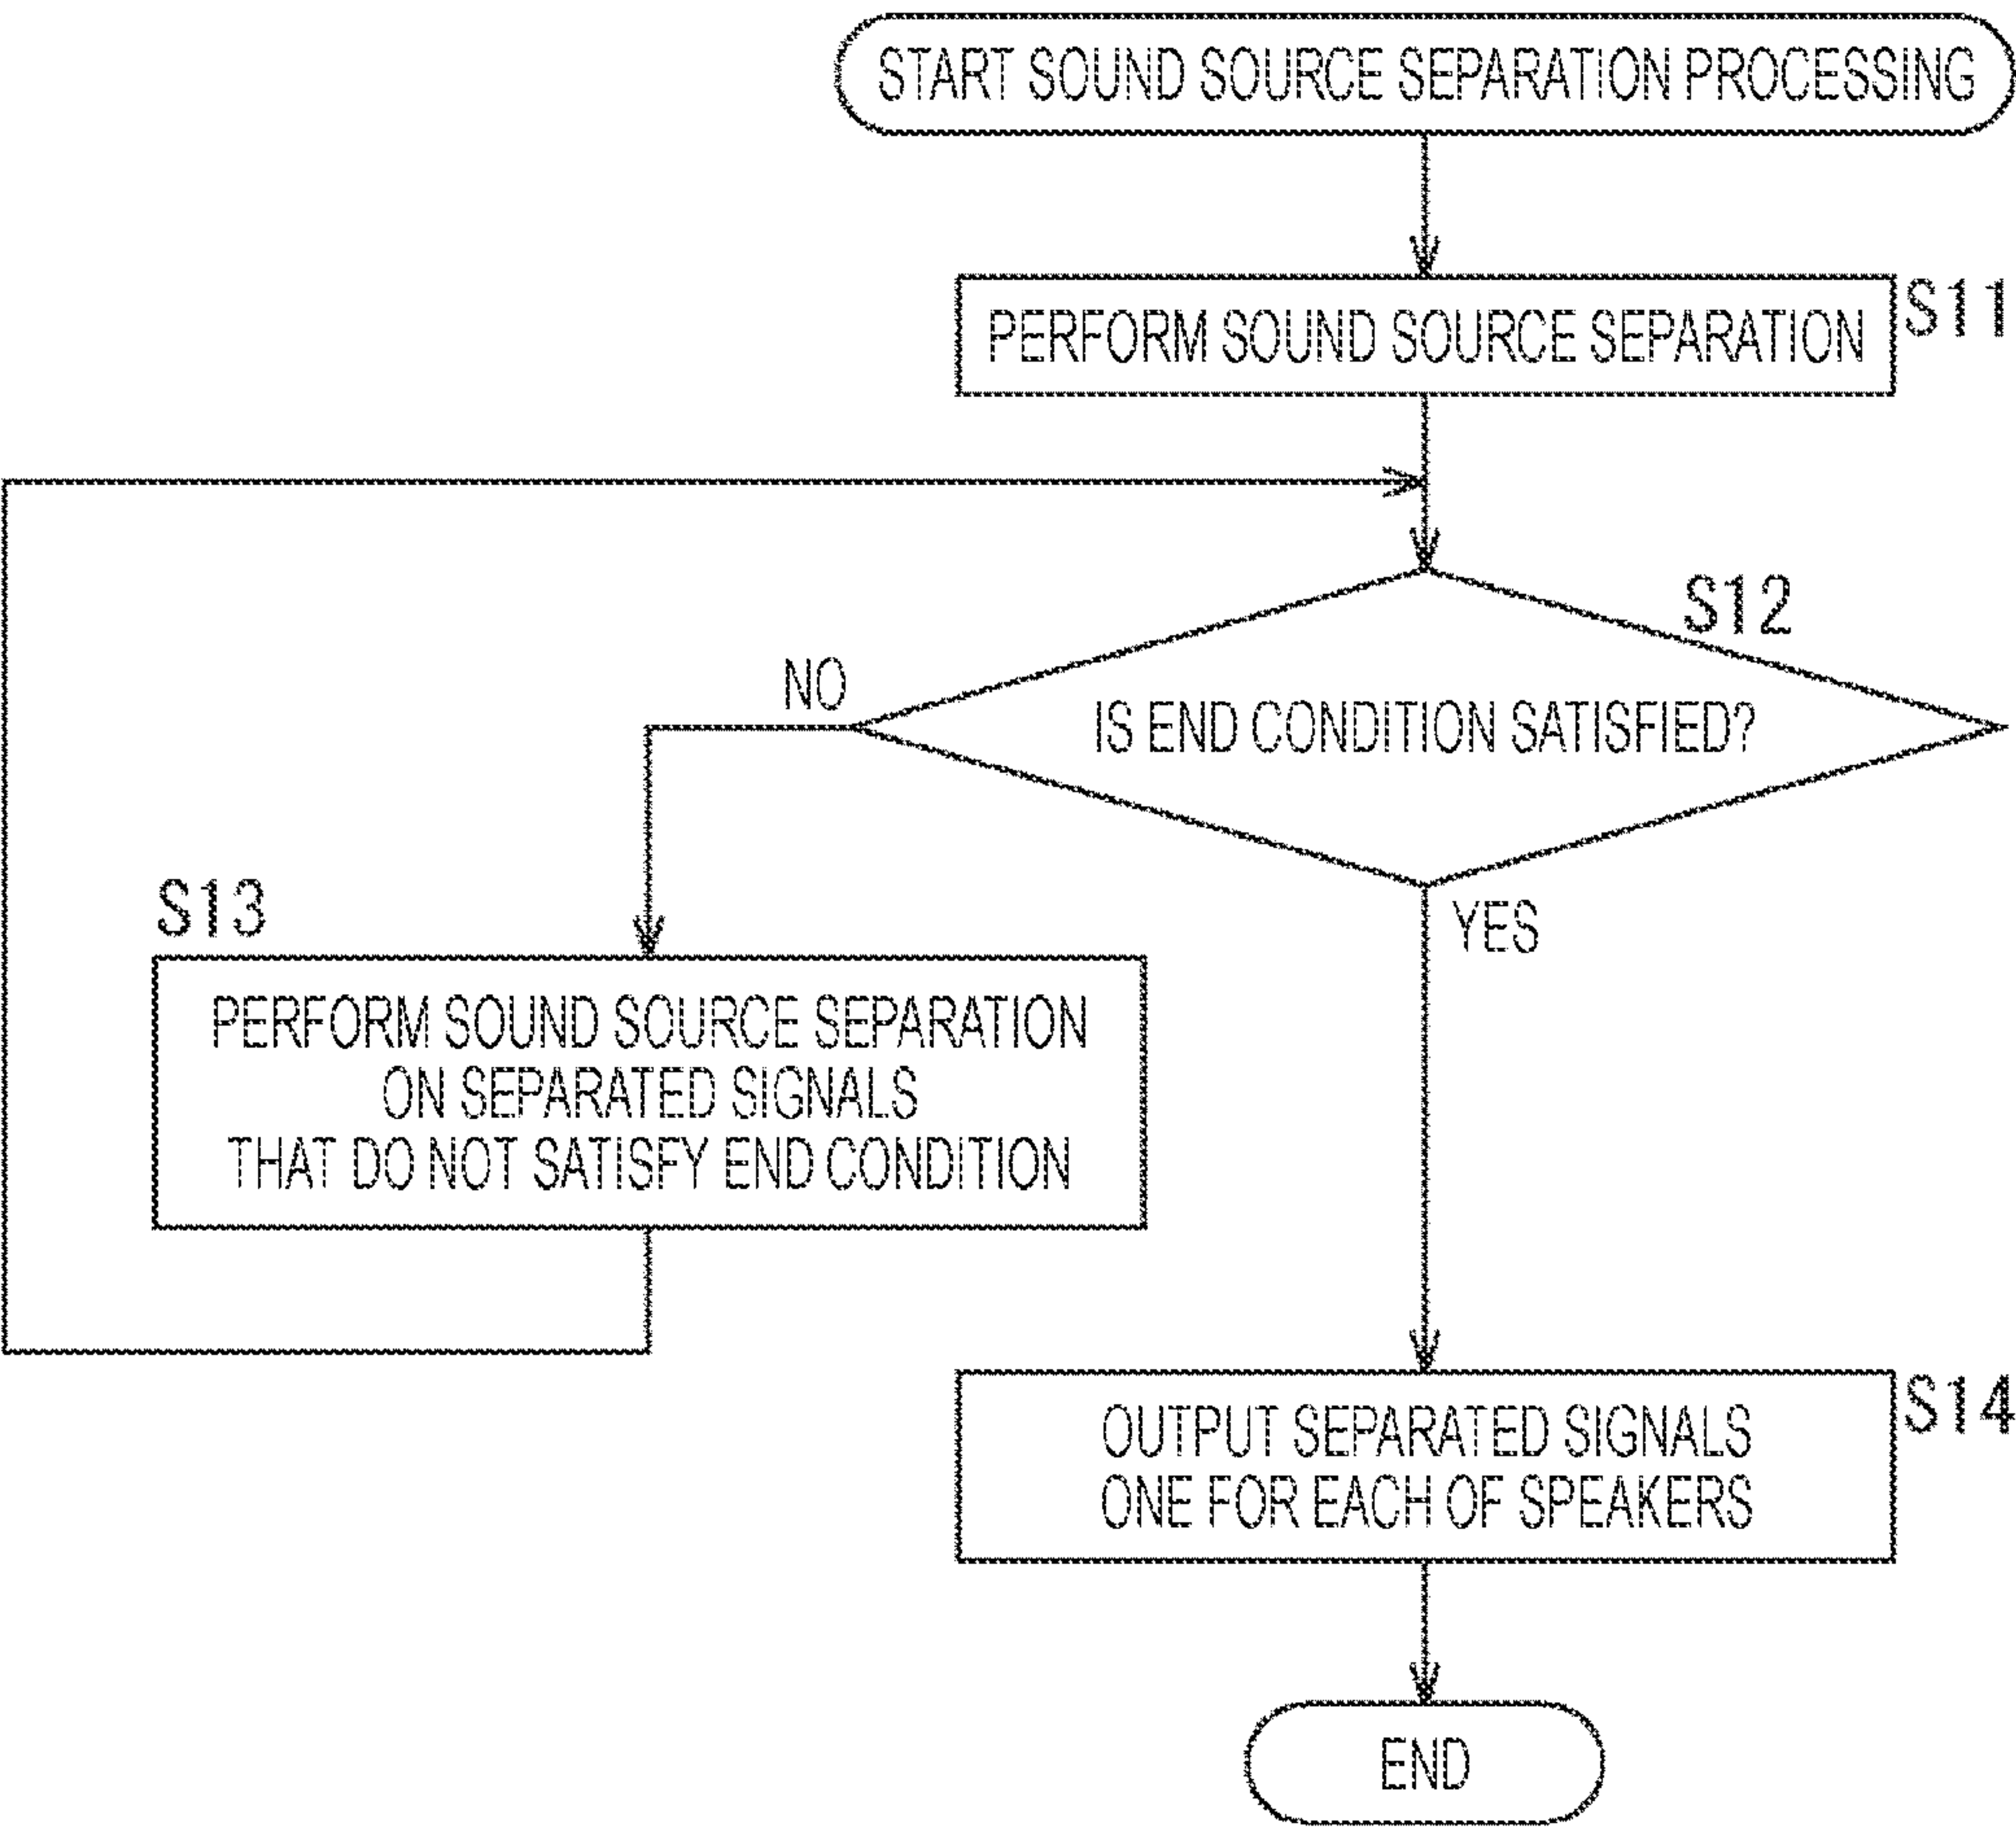 START SOUND SOURCE SEPARATION PROCESSING
S11
PERFORM SOUND SOURCE SEPARATION
S12
NO
IS END CONDITION SATISFIED?
YES
S13
PERFORM SOUND SOURCE SEPARATION
ON SEPARATED SIGNALS
THAT DO NOT SATISFY END CONDITION
S14
OUTPUT SEPARATED SIGNALS
ONE FOR EACH OF SPEAKERS
END